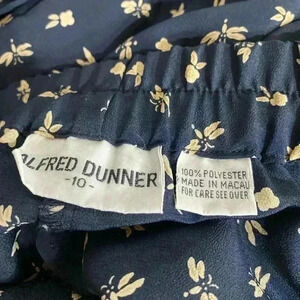 ALFRED DUNNER
-10-
100% POLYESTER
MADE IN MACAU
FOR CARE SEE OVER